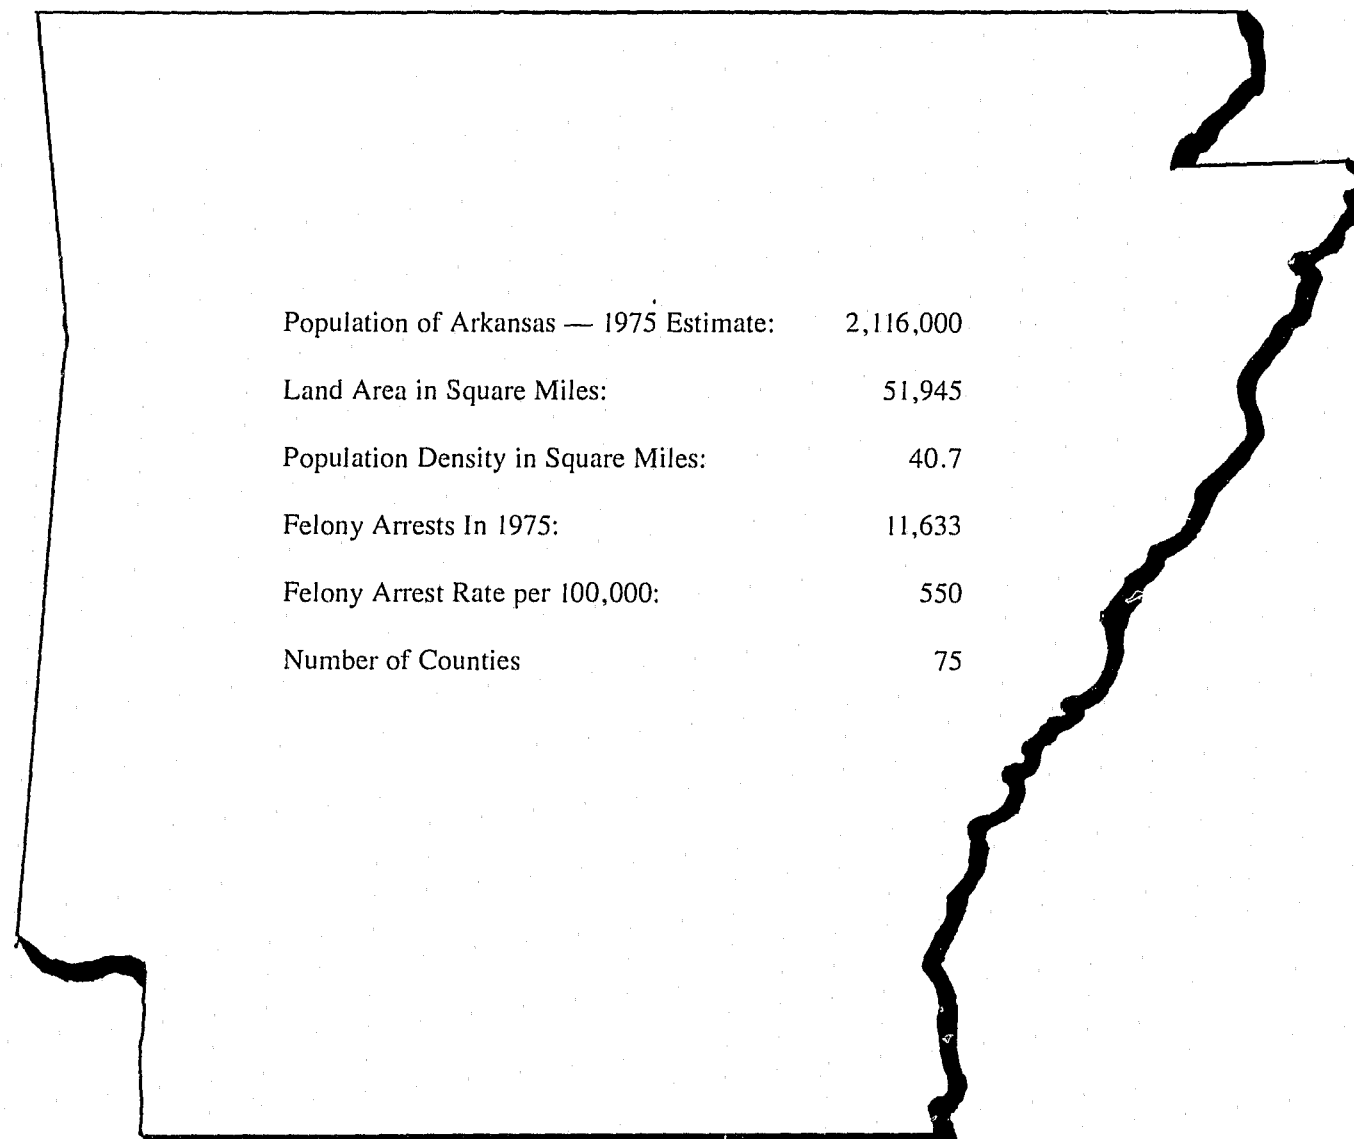 Population of Arkansas — 1975 Estimate: 2,116,000
Land Area in Square Miles: 51,945
Population Density in Square Miles: 40.7
Felony Arrests In 1975: 11,633
Felony Arrest Rate per 100,000: 550
Number of Counties 75